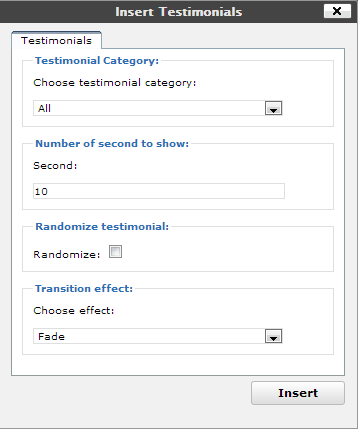 Insert Testimonials
Testimonials
Testimonial Category:
Choose testimonial category:
All
Number of second to show:
Second:
10
Randomize testimonial:
Randomize:
Transition effect:
Choose effect:
Fade
Insert